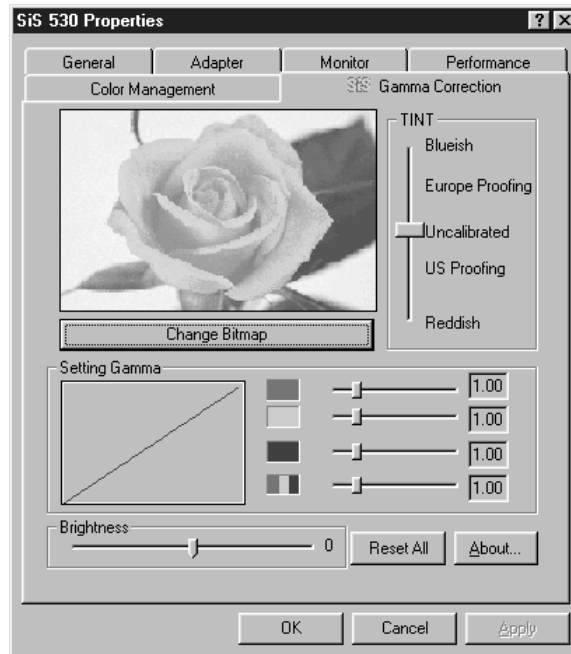 SiS 530 Properties
General
Adapter
Monitor
Performance
Color Management
SiS Gamma Correction
TINT
Blueish
Europe Proofing
Uncalibrated
US Proofing
Reddish
Change Bitmap
Setting Gamma
1.00
1.00
1.00
1.00
Brightness
0
Reset All
About...
OK
Cancel
Apply